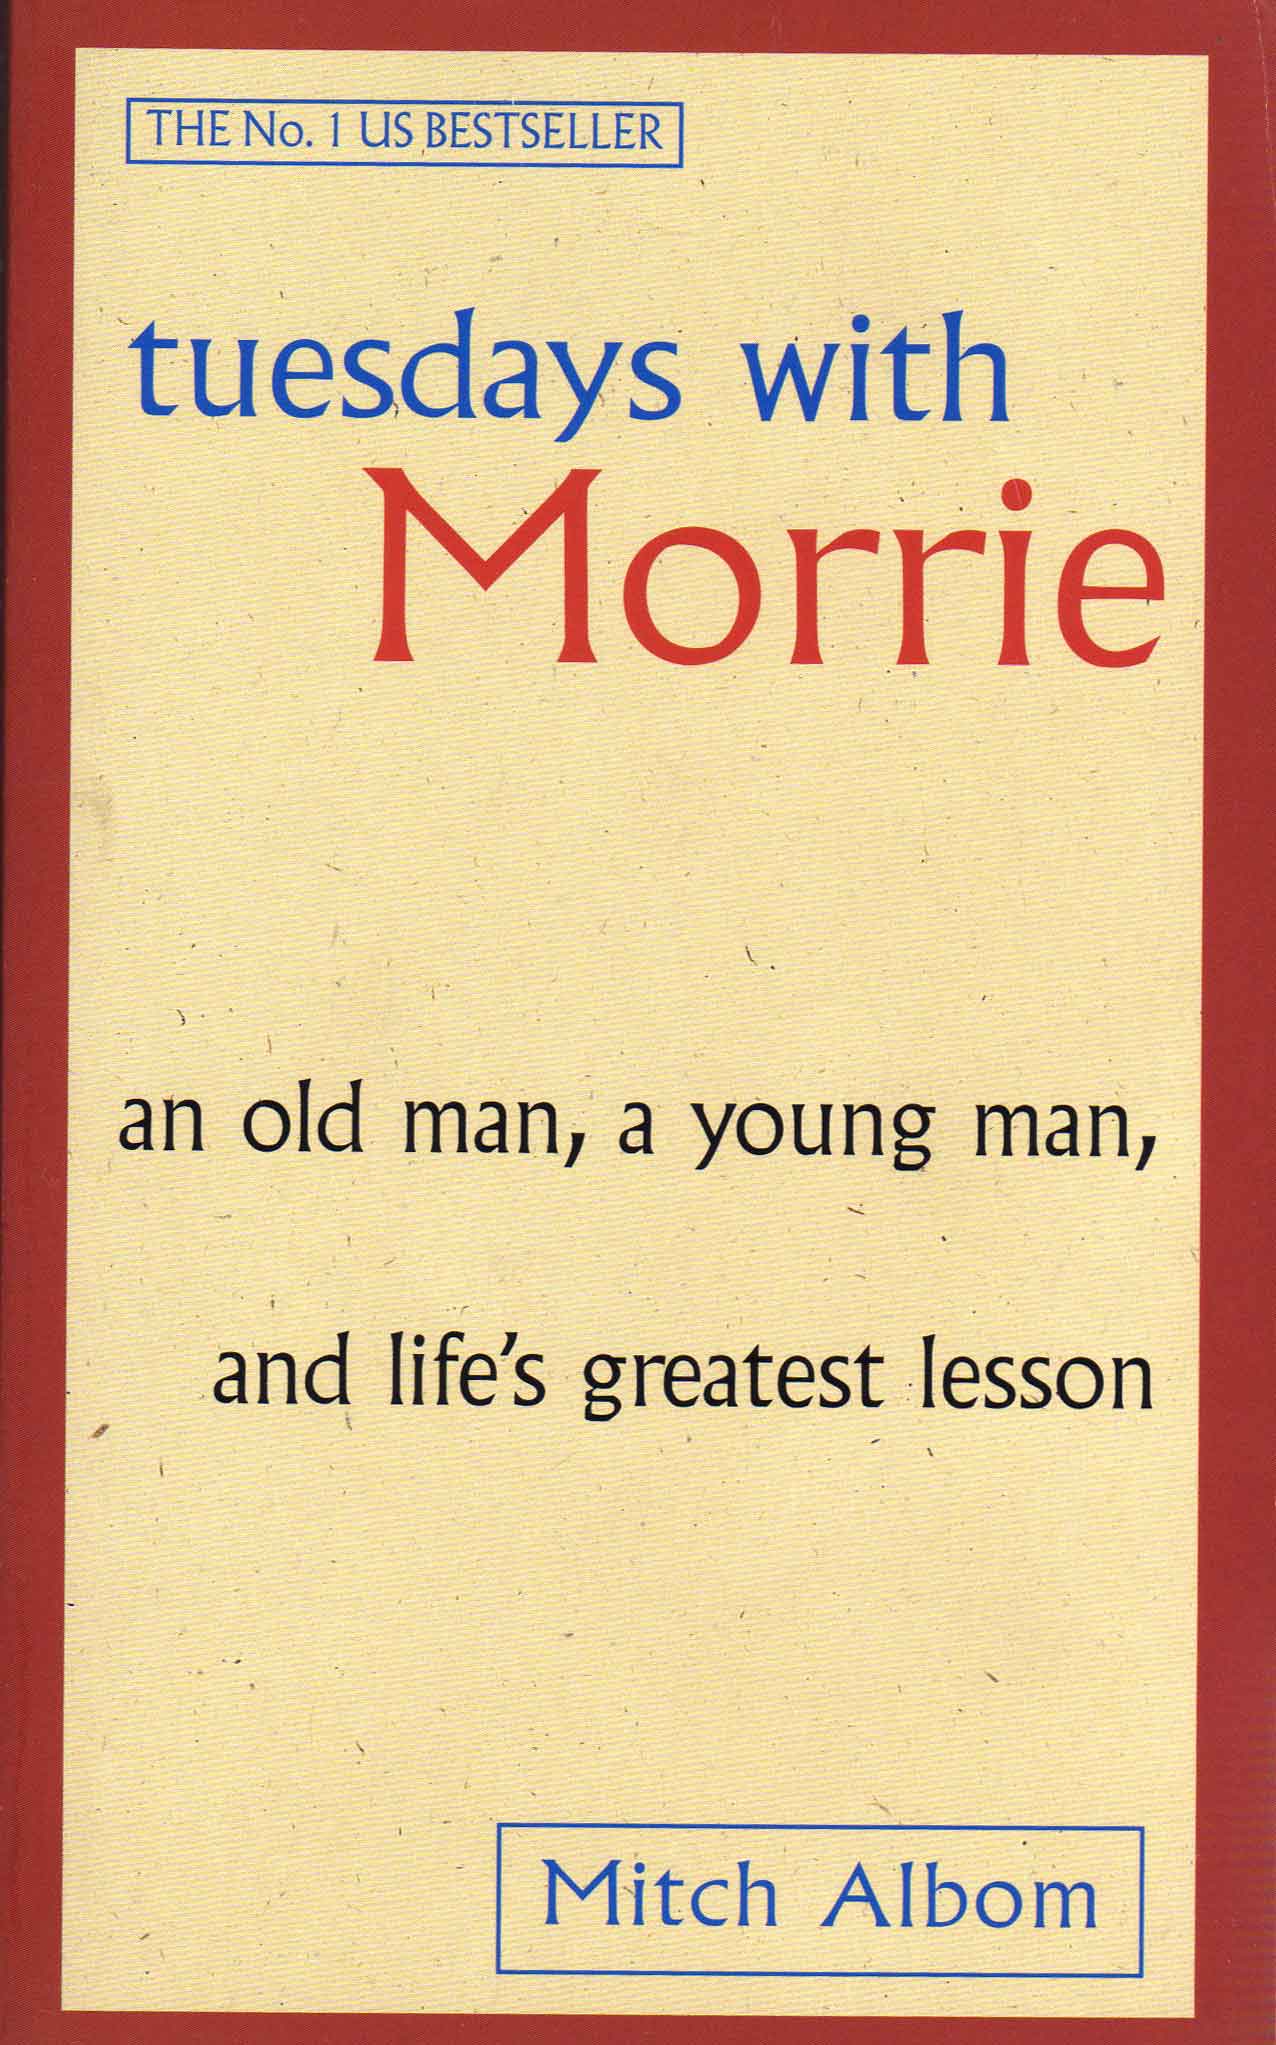 THE No. 1 US BESTSELLER
tuesdays with
Morrie
an old man, a young man,
and life's greatest lesson
Mitch Albom